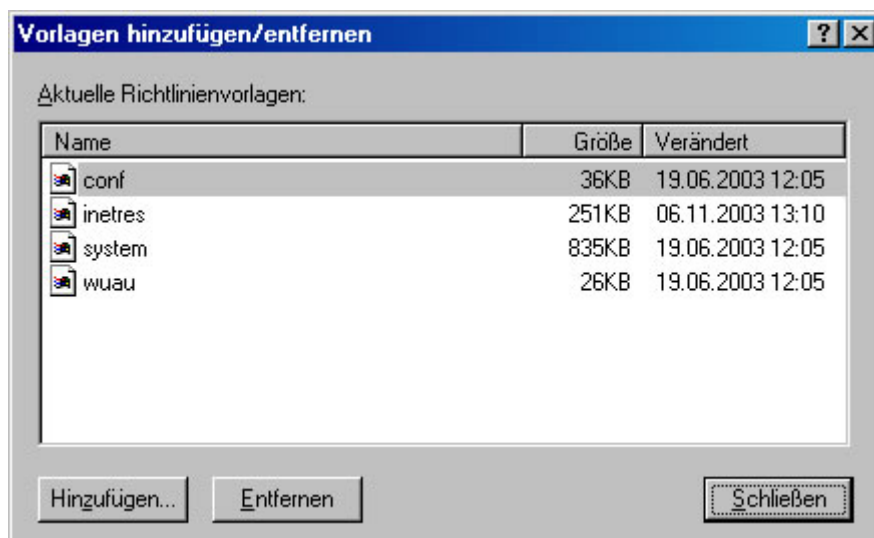 Vorlagen hinzufügen/entfernen
Aktuelle Richtlinienvorlagen:
Name Größe Verändert
conf 36KB 19.06.2003 12:05
inetres 251KB 06.11.2003 13:10
system 835KB 19.06.2003 12:05
wuau 26KB 19.06.2003 12:05
Hinzufügen... Entfernen Schließen